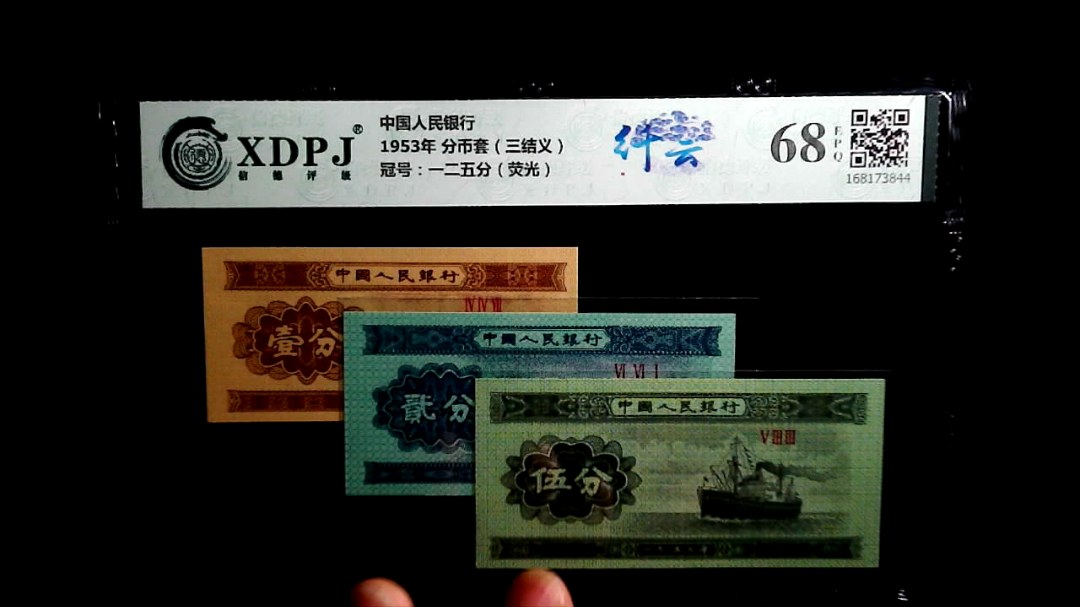 XDPJ®
信德评级
中国人民银行
1953年 分币套（三结义）
冠号：一二五分（荧光）
纤云
68
EPQ
168173844
中國人民銀行
壹分
中國人民銀行
VI VI I
貳分
中國人民銀行
V
伍分